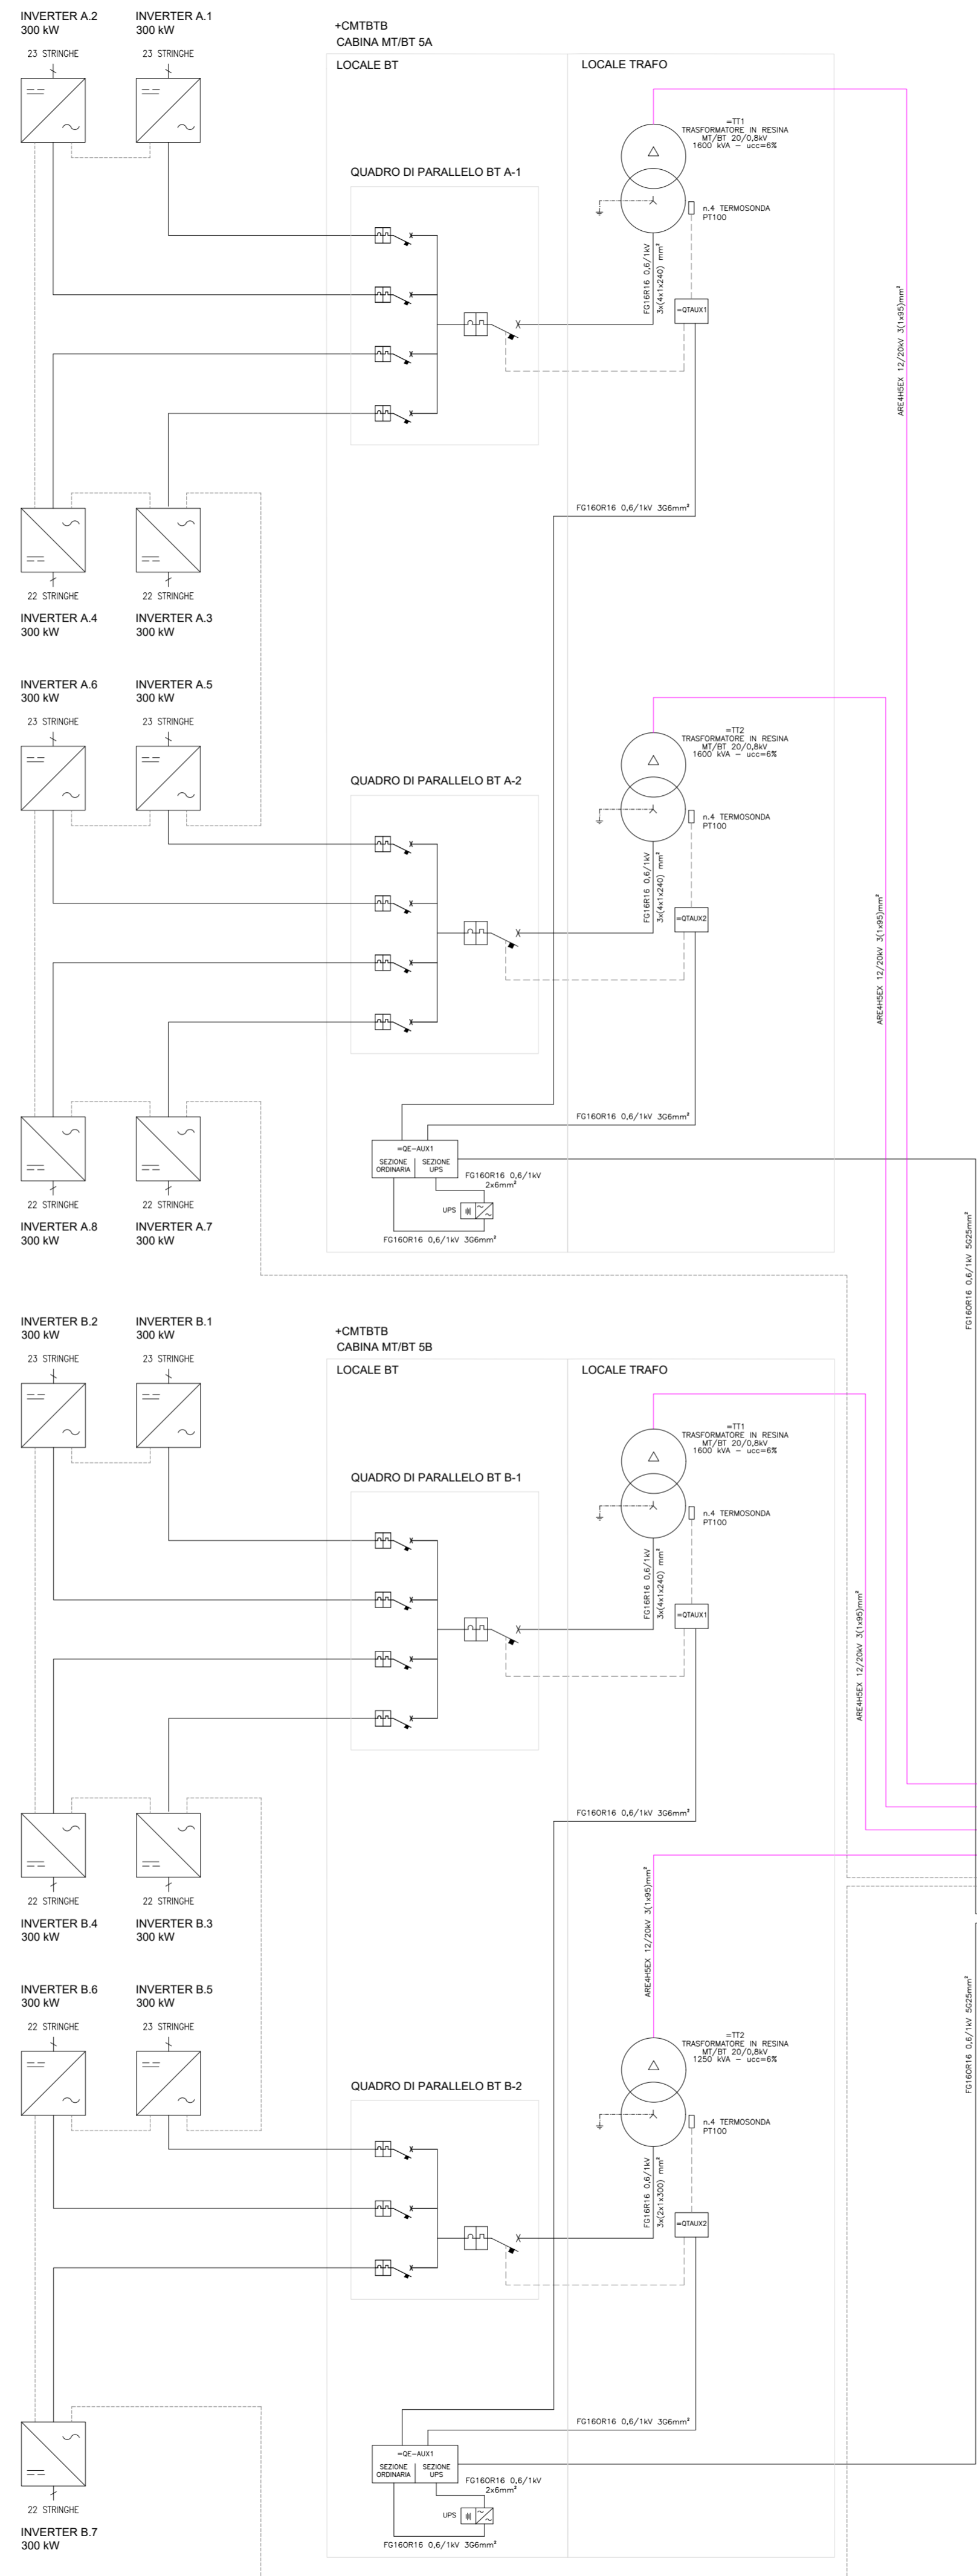 INVERTER A.2
300 kW
23 STRINGHE
INVERTER A.1
300 kW
23 STRINGHE
+CMTBTB
CABINA MT/BT 5A
LOCALE BT
LOCALE TRAFO
=TT1
TRASFORMATORE IN RESINA
MT/BT 20/0,8kV
1600 kVA - ucc=6%
QUADRO DI PARALLELO BT A-1
n.4 TERMOSONDA
PT100
FG16R16 0,6/1kV
3x(4x1x240) mm²
=QTAUX1
ARE4H5EX 12/20kV 3(1x95)mm²
FG16OR16 0,6/1kV 3G6mm²
22 STRINGHE
INVERTER A.4
300 kW
22 STRINGHE
INVERTER A.3
300 kW
INVERTER A.6
300 kW
23 STRINGHE
INVERTER A.5
300 kW
23 STRINGHE
=TT2
TRASFORMATORE IN RESINA
MT/BT 20/0,8kV
1600 kVA - ucc=6%
QUADRO DI PARALLELO BT A-2
n.4 TERMOSONDA
PT100
FG16R16 0,6/1kV
3x(4x1x240) mm²
=QTAUX2
ARE4H5EX 12/20kV 3(1x95)mm²
FG16OR16 0,6/1kV 3G6mm²
=QE-AUX1
SEZIONE
ORDINARIA
SEZIONE
UPS
FG16OR16 0,6/1kV
2x6mm²
UPS
FG16OR16 0,6/1kV 3G6mm²
22 STRINGHE
INVERTER A.8
300 kW
22 STRINGHE
INVERTER A.7
300 kW
FG16OR16 0,6/1kV 5G25mm²
INVERTER B.2
300 kW
23 STRINGHE
INVERTER B.1
300 kW
23 STRINGHE
+CMTBTB
CABINA MT/BT 5B
LOCALE BT
LOCALE TRAFO
=TT1
TRASFORMATORE IN RESINA
MT/BT 20/0,8kV
1600 kVA - ucc=6%
QUADRO DI PARALLELO BT B-1
n.4 TERMOSONDA
PT100
FG16R16 0,6/1kV
3x(4x1x240) mm²
=QTAUX1
ARE4H5EX 12/20kV 3(1x95)mm²
FG16OR16 0,6/1kV 3G6mm²
22 STRINGHE
INVERTER B.4
300 kW
22 STRINGHE
INVERTER B.3
300 kW
ARE4H5EX 12/20kV 3(1x95)mm²
FG16OR16 0,6/1kV 5G25mm²
INVERTER B.6
300 kW
22 STRINGHE
INVERTER B.5
300 kW
23 STRINGHE
=TT2
TRASFORMATORE IN RESINA
MT/BT 20/0,8kV
1250 kVA - ucc=6%
QUADRO DI PARALLELO BT B-2
n.4 TERMOSONDA
PT100
FG16R16 0,6/1kV
3x(2x1x300) mm²
=QTAUX2
FG16OR16 0,6/1kV 3G6mm²
=QE-AUX1
SEZIONE
ORDINARIA
SEZIONE
UPS
FG16OR16 0,6/1kV
2x6mm²
UPS
FG16OR16 0,6/1kV 3G6mm²
22 STRINGHE
INVERTER B.7
300 kW